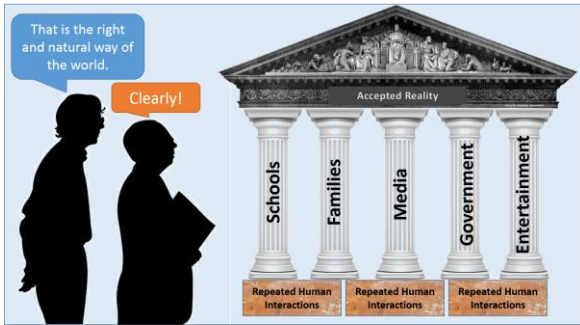 That is the right
and natural way of
the world.
Clearly!
Accepted Reality
Schools
Families
Media
Government
Entertainment
Repeated Human
Interactions
Repeated Human
Interactions
Repeated Human
Interactions